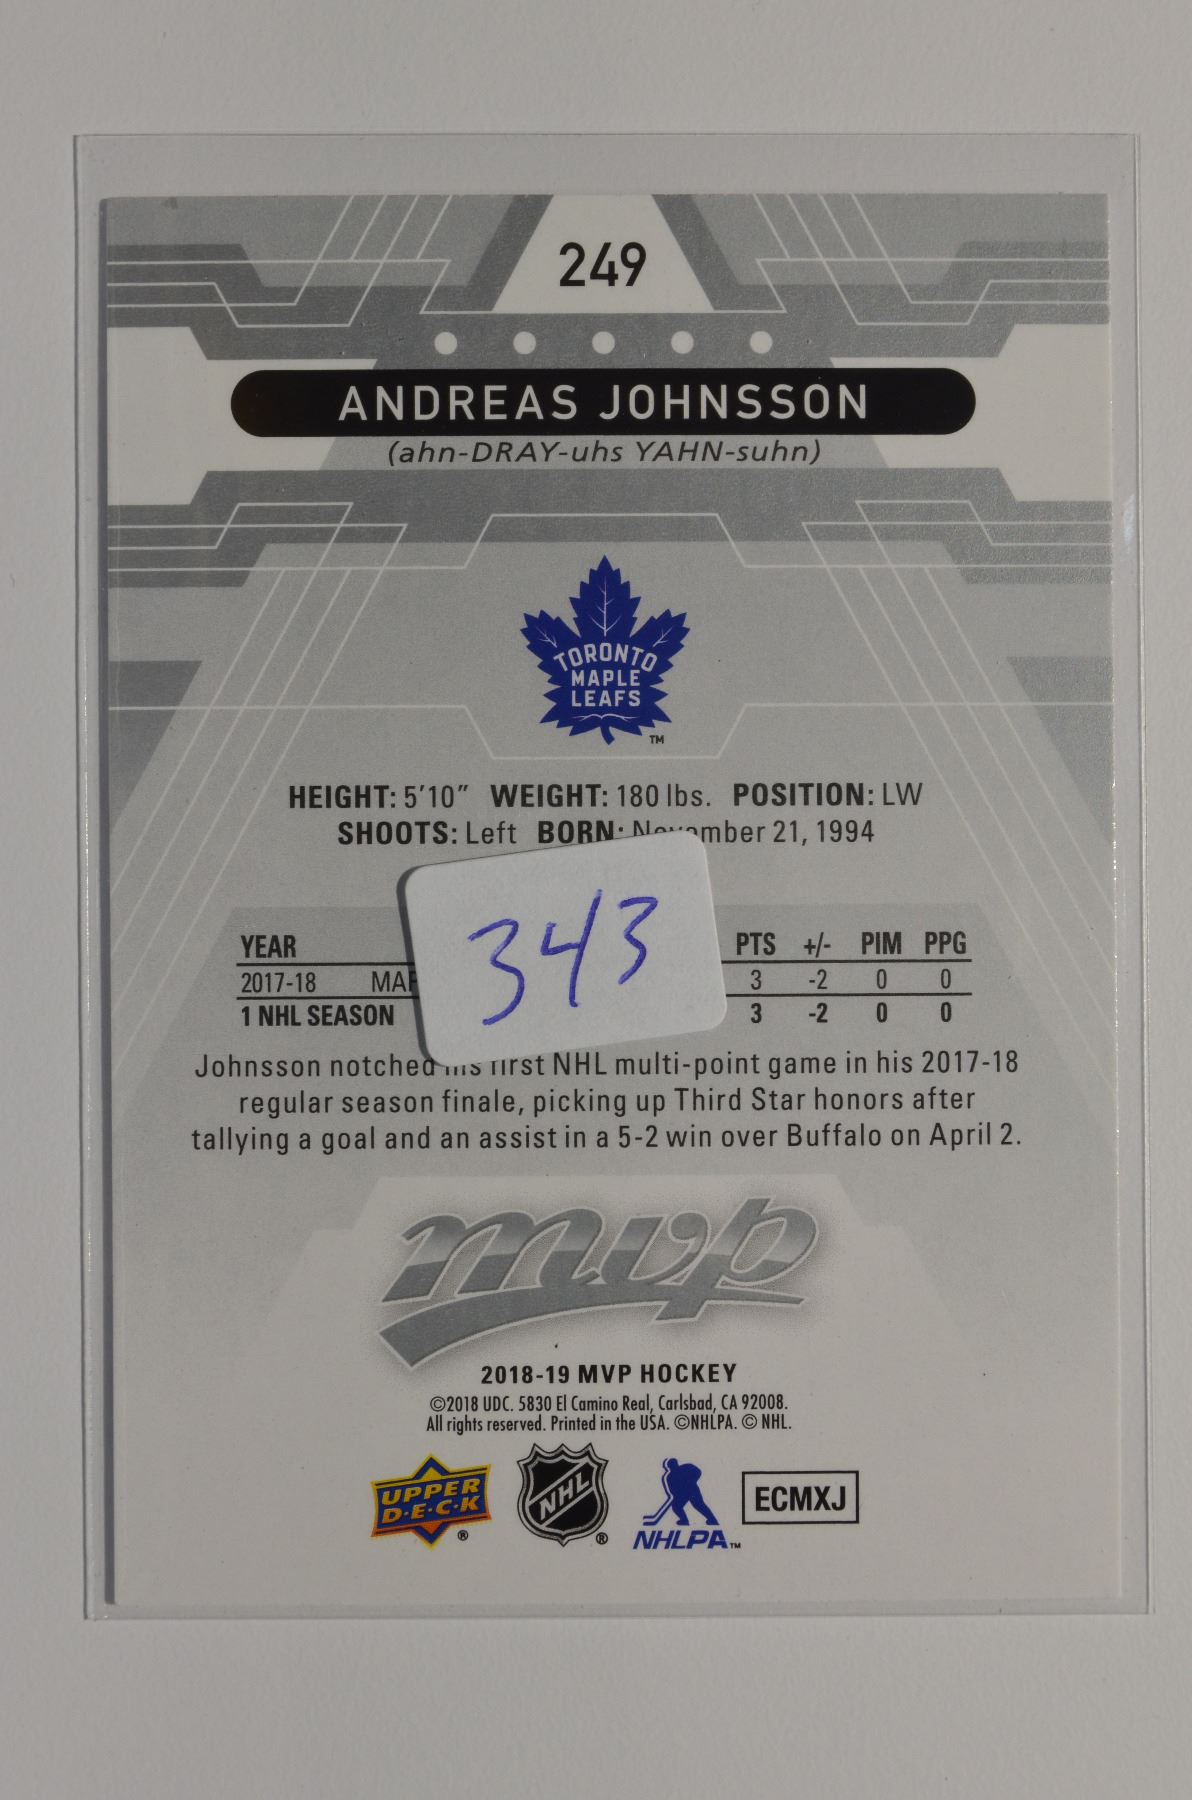 249
ANDREAS JOHNSSON
(ahn-DRAY-uhs YAHN-suhn)
TORONTO
MAPLE
LEAFS
TM
HEIGHT: 5'10" WEIGHT: 180 lbs. POSITION: LW
SHOOTS: Left BORN: November 21, 1994
343
YEAR PTS +/- PIM PPG
2017-18 3 -2 0 0
1 NHL SEASON 3 -2 0 0
Johnsson notched his first NHL multi-point game in his 2017-18
regular season finale, picking up Third Star honors after
tallying a goal and an assist in a 5-2 win over Buffalo on April 2.
mvp
2018-19 MVP HOCKEY
©2018 UDC. 5830 El Camino Real, Carlsbad, CA 92008.
All rights reserved. Printed in the USA. ©NHLPA. © NHL.
UPPER
D·E·C·K
®
NHL
®
NHLPA™
ECMXJ